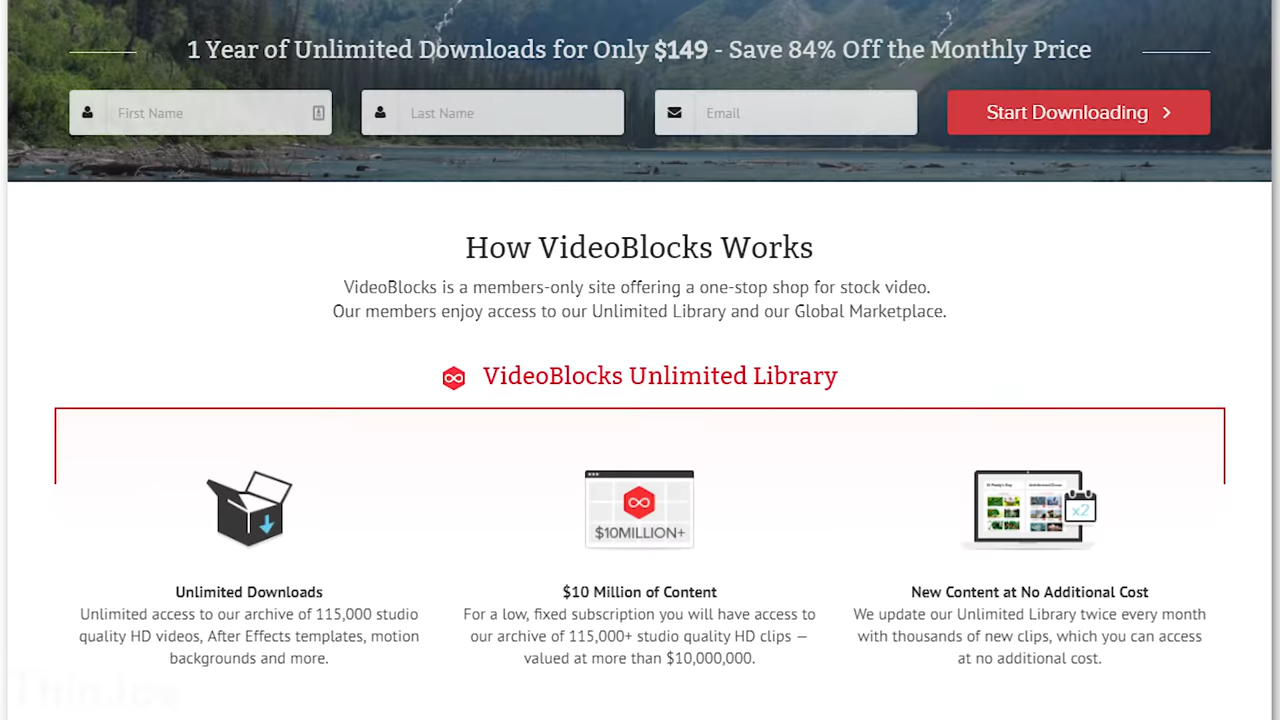 1 Year of Unlimited Downloads for Only $149 - Save 84% Off the Monthly Price
First Name
Last Name
Email
Start Downloading
How VideoBlocks Works
VideoBlocks is a members-only site offering a one-stop shop for stock video.
Our members enjoy access to our Unlimited Library and our Global Marketplace.
VideoBlocks Unlimited Library
$10MILLION+
x2
Unlimited Downloads
Unlimited access to our archive of 115,000 studio
quality HD videos, After Effects templates, motion
backgrounds and more.
$10 Million of Content
For a low, fixed subscription you will have access to
our archive of 115,000+ studio quality HD clips —
valued at more than $10,000,000.
New Content at No Additional Cost
We update our Unlimited Library twice every month
with thousands of new clips, which you can access
at no additional cost.